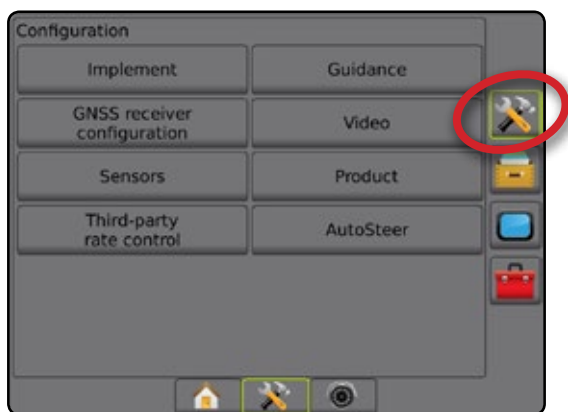 Configuration
Implement
Guidance
GNSS receiver
configuration
Video
Sensors
Product
Third-party
rate control
AutoSteer